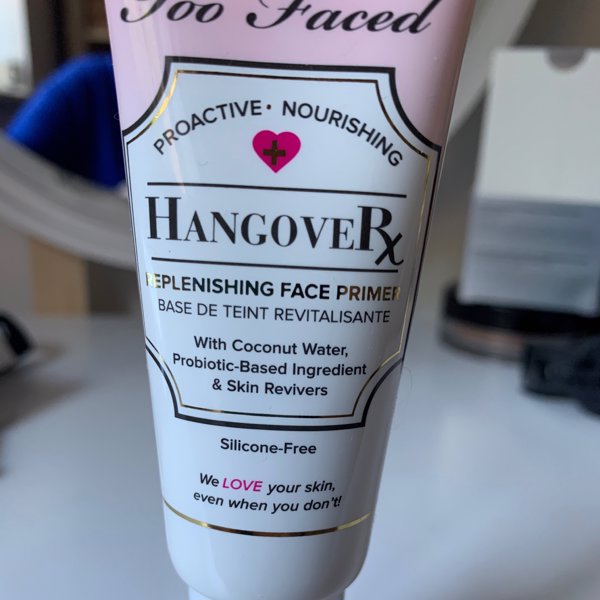 Too Faced
PROACTIVE • NOURISHING
HANGOVERx
REPLENISHING FACE PRIMER
BASE DE TEINT REVITALISANTE
With Coconut Water,
Probiotic-Based Ingredient
& Skin Revivers
Silicone-Free
We LOVE your skin,
even when you don't!